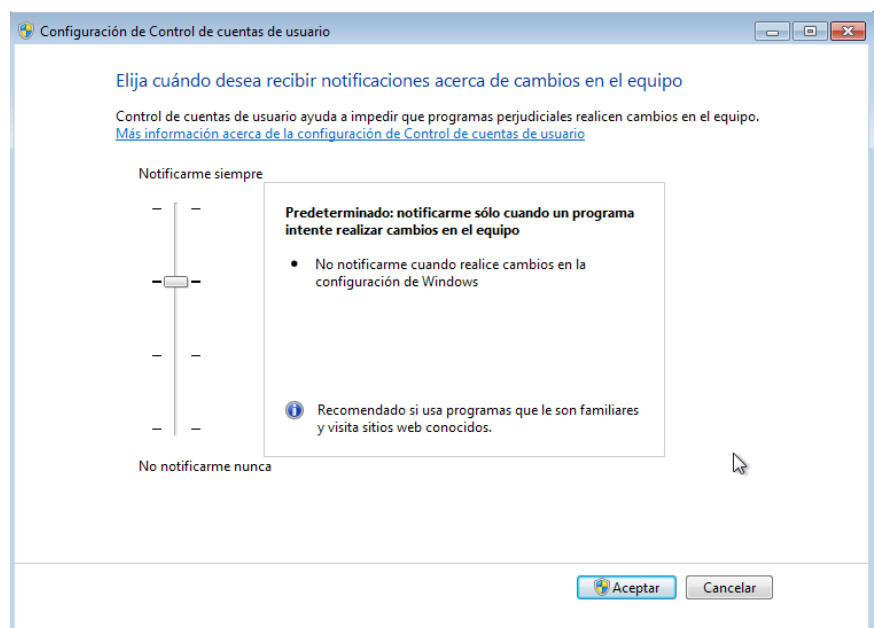 Configuración de Control de cuentas de usuario
Elija cuándo desea recibir notificaciones acerca de cambios en el equipo
Control de cuentas de usuario ayuda a impedir que programas perjudiciales realicen cambios en el equipo.
Más información acerca de la configuración de Control de cuentas de usuario
Notificarme siempre
Predeterminado: notificarme sólo cuando un programa
intente realizar cambios en el equipo
• No notificarme cuando realice cambios en la
configuración de Windows
Recomendado si usa programas que le son familiares
y visita sitios web conocidos.
No notificarme nunca
Aceptar
Cancelar